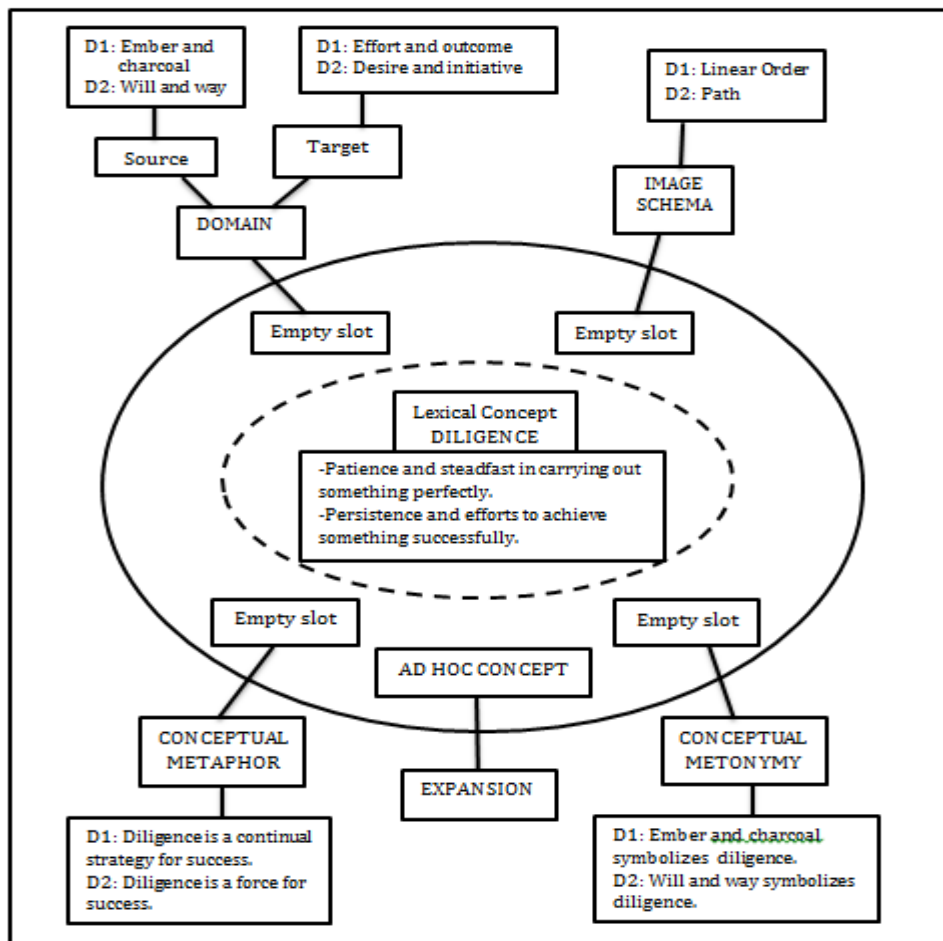 D1: Ember and
charcoal
D2: Will and way
D1: Effort and outcome
D2: Desire and initiative
D1: Linear Order
D2: Path
Source
Target
IMAGE
SCHEMA
DOMAIN
Empty slot
Empty slot
Lexical Concept
DILIGENCE
-Patience and steadfast in carrying out
something perfectly.
-Persistence and efforts to achieve
something successfully.
Empty slot
Empty slot
AD HOC CONCEPT
CONCEPTUAL
METAPHOR
EXPANSION
CONCEPTUAL
METONYMY
D1: Diligence is a continual
strategy for success.
D2: Diligence is a force for
success.
D1: Ember and charcoal
symbolizes diligence.
D2: Will and way symbolizes
diligence.